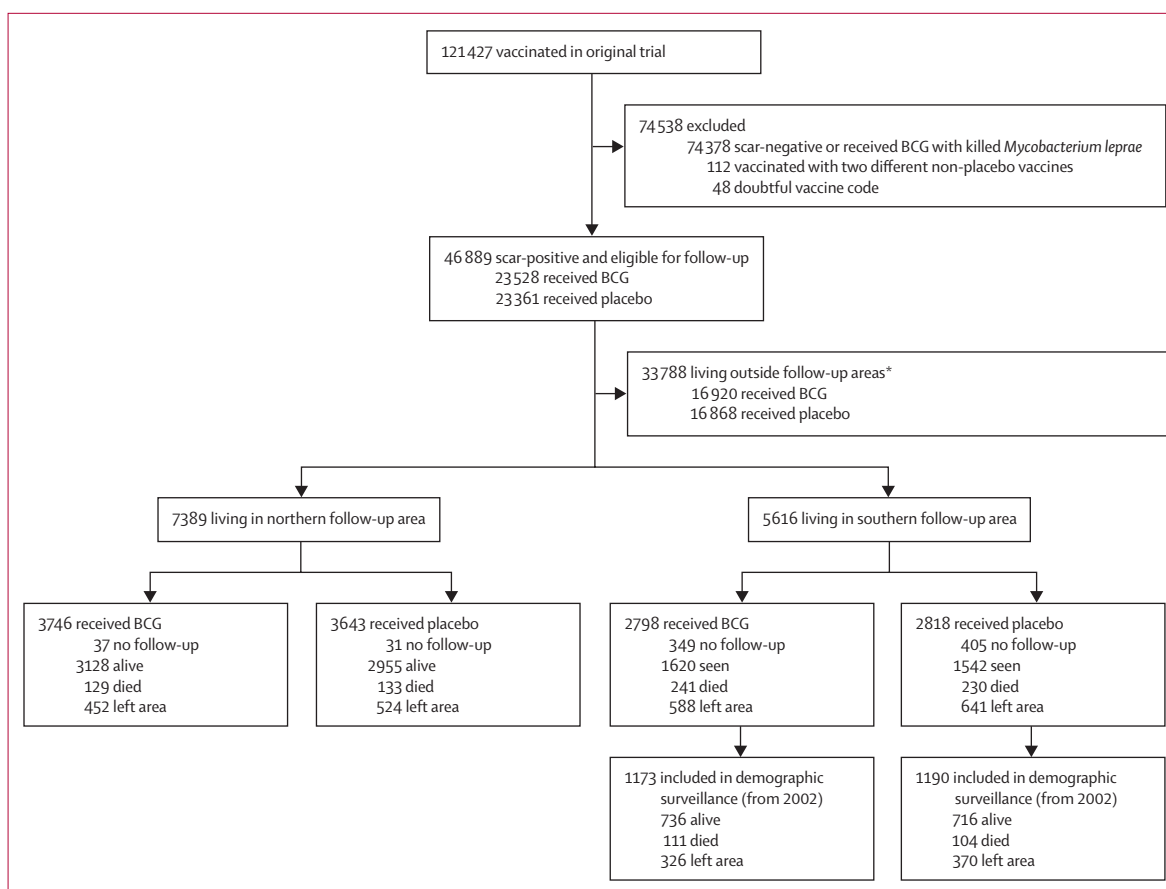 121 427 vaccinated in original trial
74 538 excluded
74 378 scar-negative or received BCG with killed Mycobacterium leprae
112 vaccinated with two different non-placebo vaccines
48 doubtful vaccine code
46 889 scar-positive and eligible for follow-up
23 528 received BCG
23 361 received placebo
33 788 living outside follow-up areas*
16 920 received BCG
16 868 received placebo
7389 living in northern follow-up area
5616 living in southern follow-up area
3746 received BCG
37 no follow-up
3128 alive
129 died
452 left area
3643 received placebo
31 no follow-up
2955 alive
133 died
524 left area
2798 received BCG
349 no follow-up
1620 seen
241 died
588 left area
2818 received placebo
405 no follow-up
1542 seen
230 died
641 left area
1173 included in demographic
surveillance (from 2002)
736 alive
111 died
326 left area
1190 included in demographic
surveillance (from 2002)
716 alive
104 died
370 left area